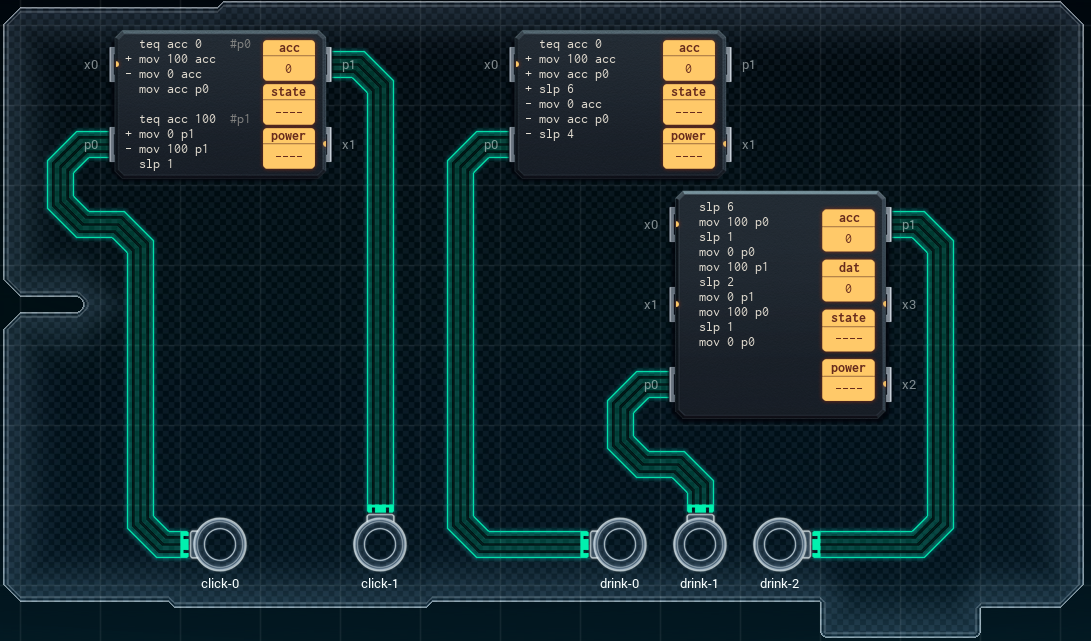 teq acc 0 #p0
+ mov 100 acc
- mov 0 acc
mov acc p0
teq acc 100 #p1
+ mov 0 p1
- mov 100 p1
slp 1
acc
0
state
----
power
----
x0
p0
p1
x1
teq acc 0
+ mov 100 acc
+ mov acc p0
+ slp 6
- mov 0 acc
- mov acc p0
- slp 4
acc
0
state
----
power
----
x0
p0
p1
x1
slp 6
mov 100 p0
slp 1
mov 0 p0
mov 100 p1
slp 2
mov 0 p1
mov 100 p0
slp 1
mov 0 p0
acc
0
dat
0
state
----
power
----
x0
x1
p0
p1
x3
x2
click-0
click-1
drink-0
drink-1
drink-2